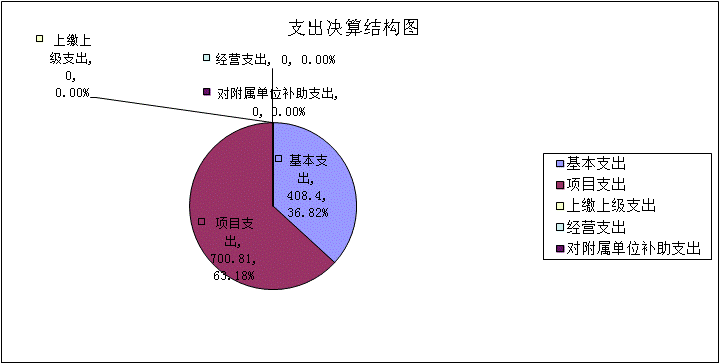 支出决算结构图
上缴上
级支出,
0,
0.00%
经营支出, 0, 0.00%
对附属单位补助支出,
0, 0.00%
基本支
出,
408.4,
36.82%
项目支
出,
700.81,
63.18%
基本支出
项目支出
上缴上级支出
经营支出
对附属单位补助支出